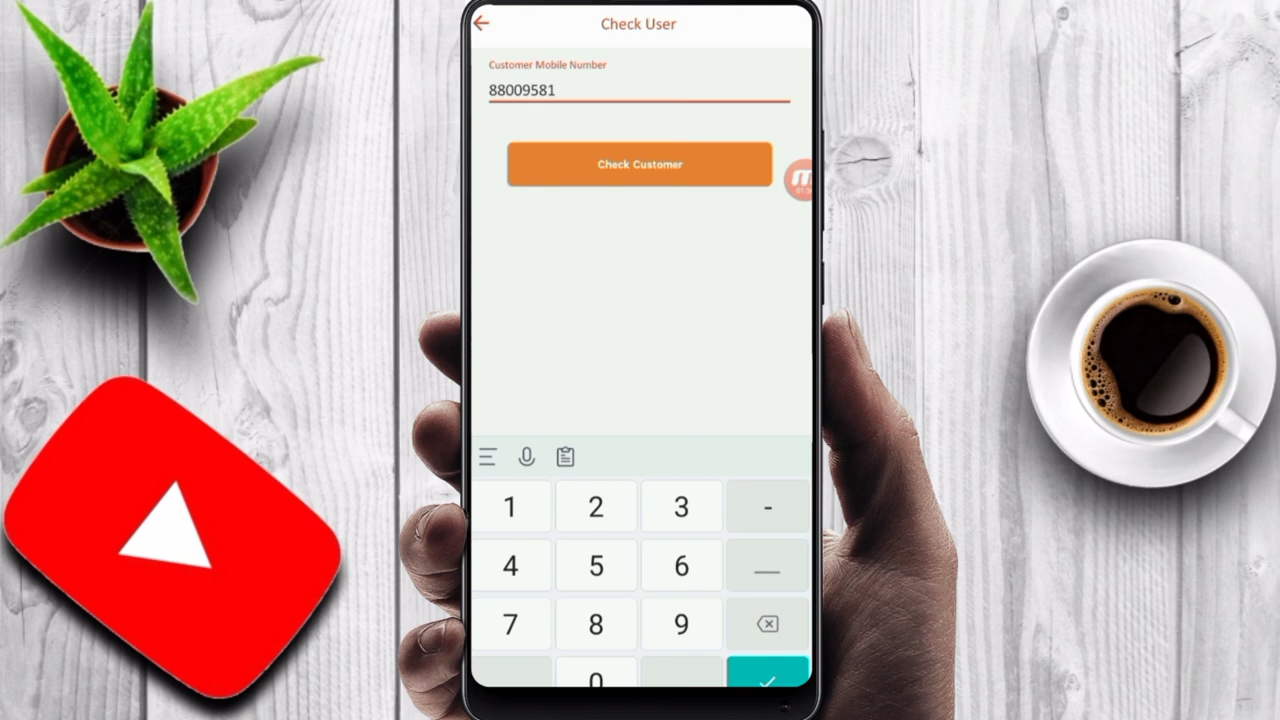 Check User
Customer Mobile Number
88009581
Check Customer
1 2 3 -
4 5 6 _
7 8 9
0